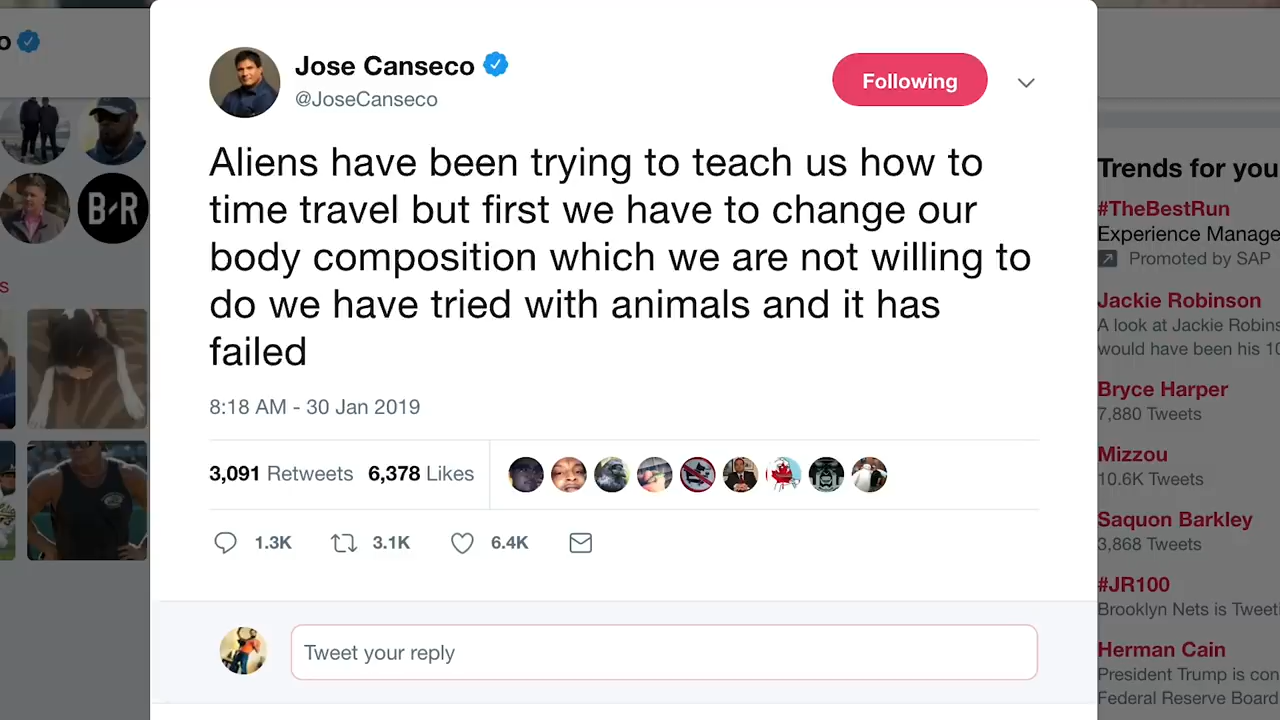 o
Jose Canseco
@JoseCanseco
Following
Aliens have been trying to teach us how to
time travel but first we have to change our
body composition which we are not willing to
do we have tried with animals and it has
failed
8:18 AM - 30 Jan 2019
3,091 Retweets 6,378 Likes
1.3K 3.1K 6.4K
Tweet your reply
B/R
s
Trends for you
#TheBestRun
Experience Manage
Promoted by SAP
Jackie Robinson
A look at Jackie Robins
would have been his 10
Bryce Harper
7,880 Tweets
Mizzou
10.6K Tweets
Saquon Barkley
3,868 Tweets
#JR100
Brooklyn Nets is Tweeti
Herman Cain
President Trump is con
Federal Reserve Board